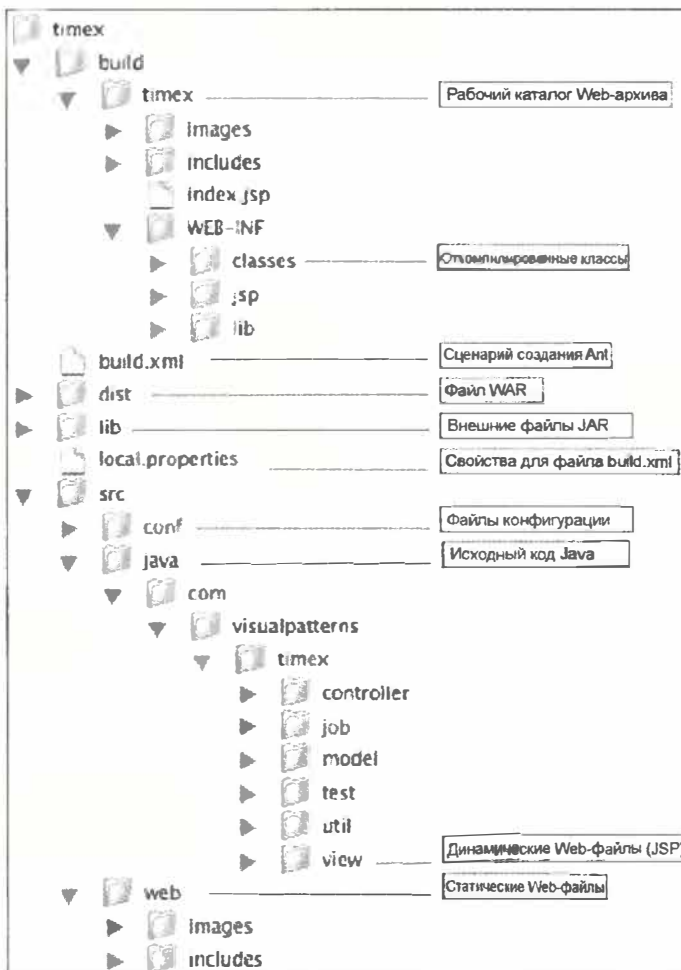 timex
build
timex Рабочий каталог Web-архива
images
includes
index.jsp
WEB-INF
classes Откомпилированные классы
jsp
lib
build.xml Сценарий создания Ant
dist Файл WAR
lib Внешние файлы JAR
local.properties Свойства для файла build.xml
src
conf Файлы конфигурации
java Исходный код Java
com
visualpatterns
timex
controller
job
model
test
util
view Динамические Web-файлы (JSP)
web Статические Web-файлы
images
includes